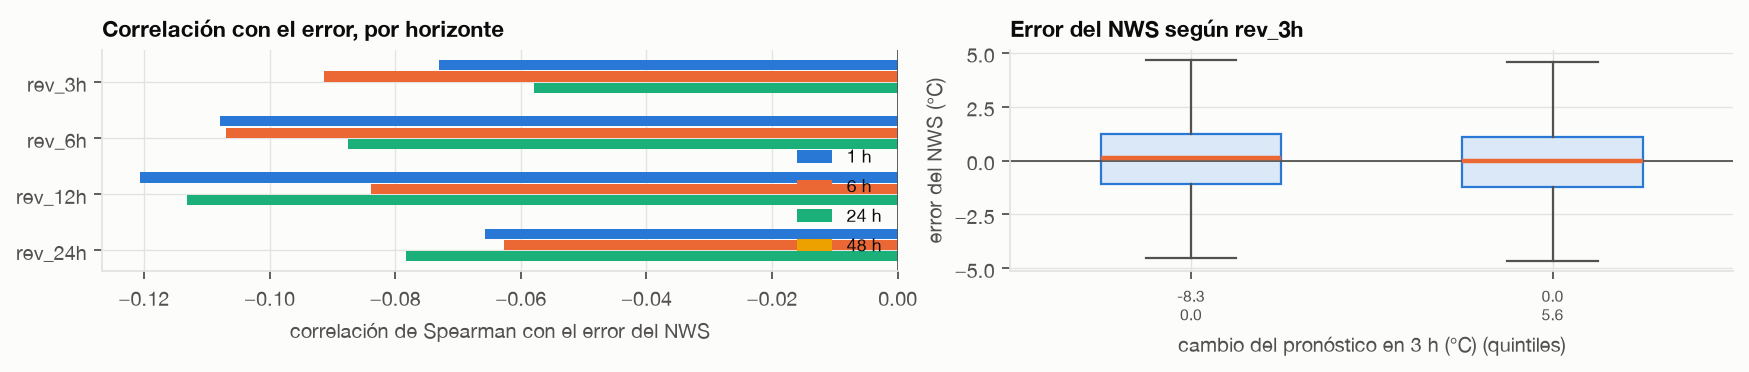 Correlación con el error, por horizonte
rev_3h
rev_6h
rev_12h
rev_24h
1 h
6 h
24 h
48 h
−0.12 −0.10 −0.08 −0.06 −0.04 −0.02 0.00
correlación de Spearman con el error del NWS
Error del NWS según rev_3h
error del NWS (°C)
5.0
2.5
0.0
−2.5
−5.0
-8.3 0.0
0.0 5.6
cambio del pronóstico en 3 h (°C) (quintiles)